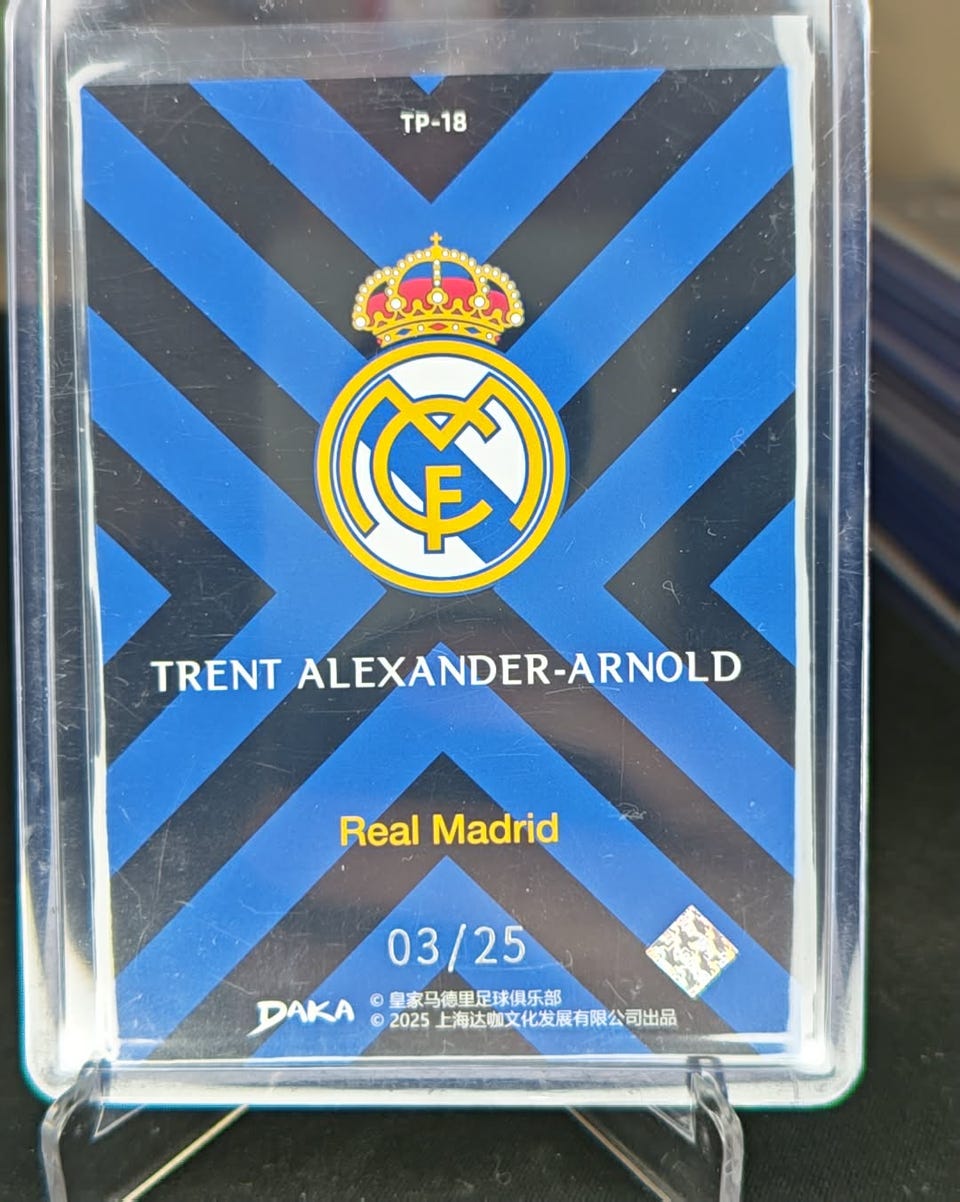 TP-18
TRENT ALEXANDER-ARNOLD
Real Madrid
03/25
DAKA
© 皇家马德里足球俱乐部
© 2025 上海达咖文化发展有限公司出品